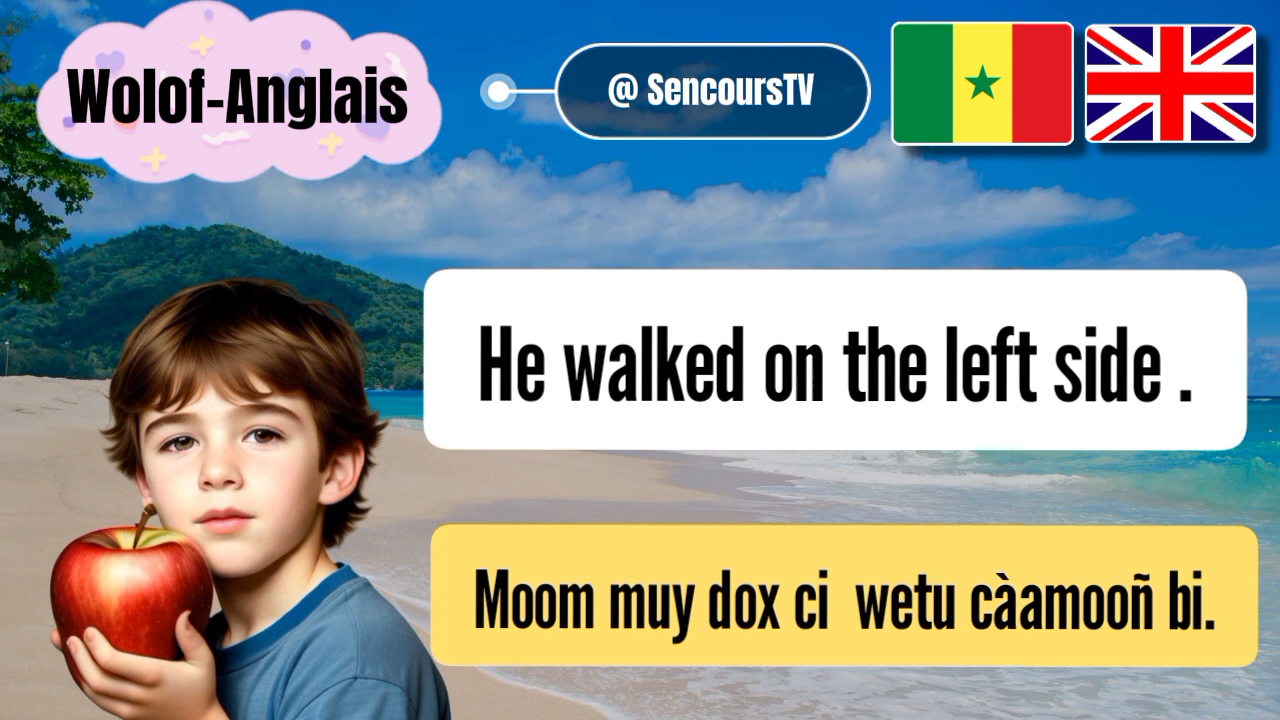 Wolof-Anglais
@ SencoursTV
He walked on the left side .
Moom muy dox ci wetu càamooñ bi.